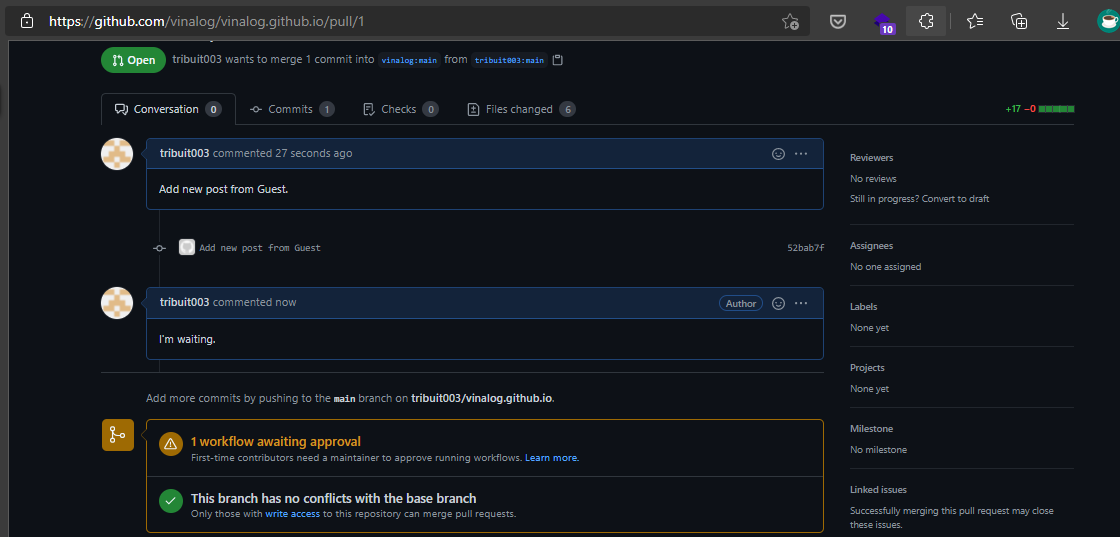 https://github.com/vinalog/vinalog.github.io/pull/1
10
Open
tribuit003 wants to merge 1 commit into vinalog:main from tribuit003:main
Conversation 0
Commits 1
Checks 0
Files changed 6
+17 −0
tribuit003 commented 27 seconds ago
Add new post from Guest.
Add new post from Guest
52bab7f
tribuit003 commented now
Author
I'm waiting.
Add more commits by pushing to the main branch on tribuit003/vinalog.github.io.
1 workflow awaiting approval
First-time contributors need a maintainer to approve running workflows. Learn more.
This branch has no conflicts with the base branch
Only those with write access to this repository can merge pull requests.
Reviewers
No reviews
Still in progress? Convert to draft
Assignees
No one assigned
Labels
None yet
Projects
None yet
Milestone
No milestone
Linked issues
Successfully merging this pull request may close
these issues.